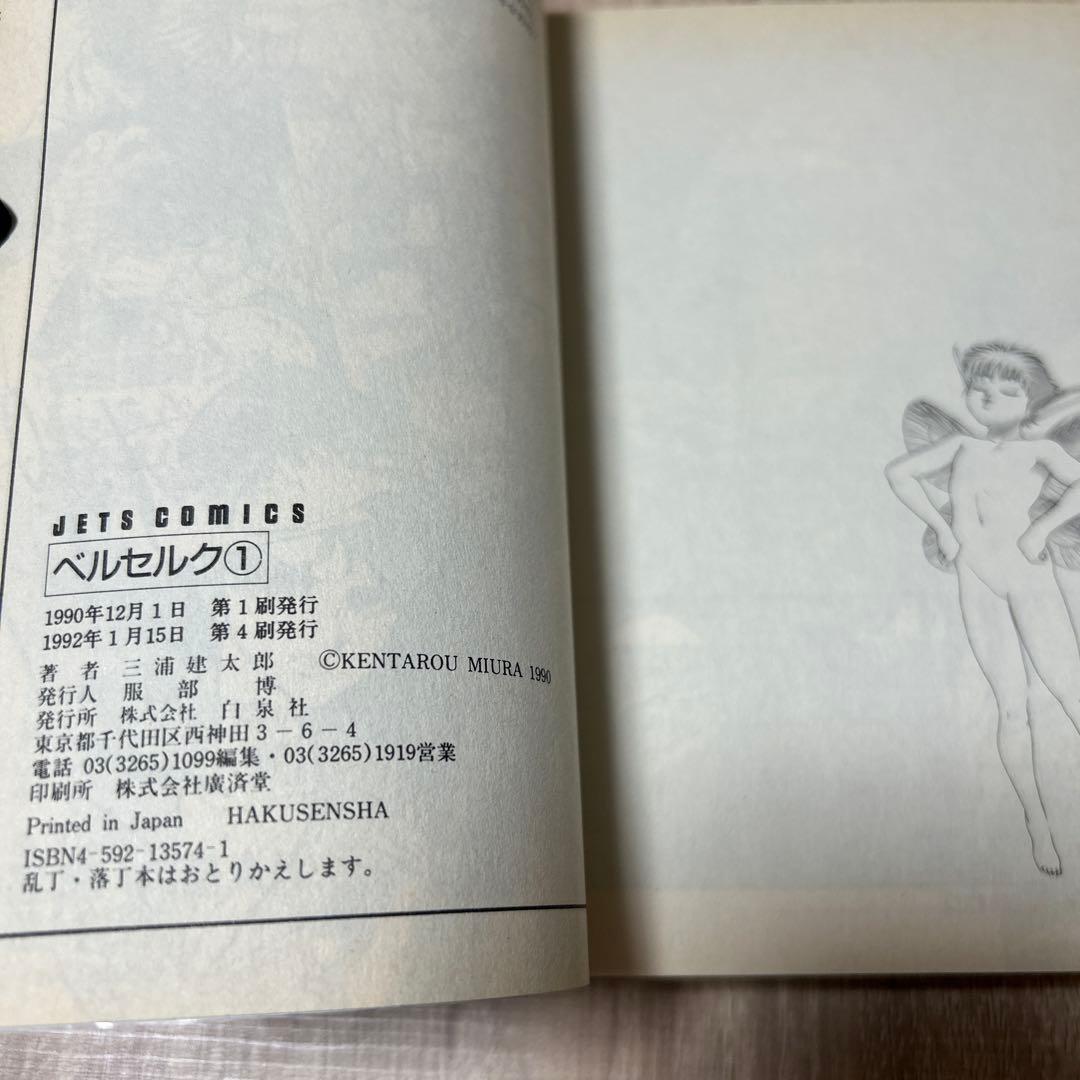 JETS COMICS
ベルセルク①
1990年12月1日 第1刷発行
1992年1月15日 第4刷発行
著者 三浦建太郎 ©KENTAROU MIURA 1990
発行人 服部 博
発行所 株式会社 白泉社
東京都千代田区西神田3-6-4
電話 03(3265)1099編集・03(3265)1919営業
印刷所 株式会社廣済堂
Printed in Japan HAKUSENSHA
ISBN4-592-13574-1
乱丁・落丁本はおとりかえします。